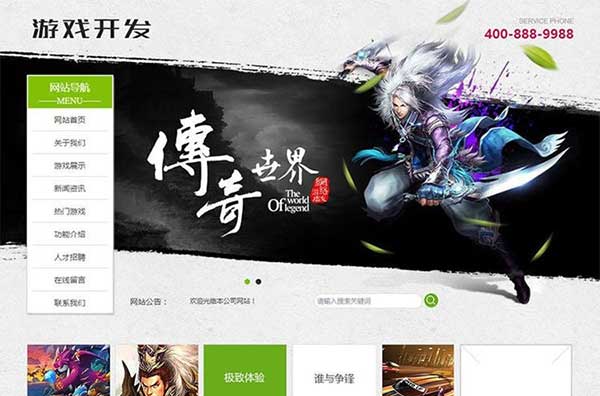 游戏开发
SERVICE PHONE
400-888-9988
网站导航
MENU
网站首页
关于我们
游戏展示
新闻资讯
热门游戏
功能介绍
人才招聘
在线留言
联系我们
傳奇世界
The world
Of legend
网站公告：
欢迎光临本公司网站！
请输入搜索关键词
极致体验
谁与争锋